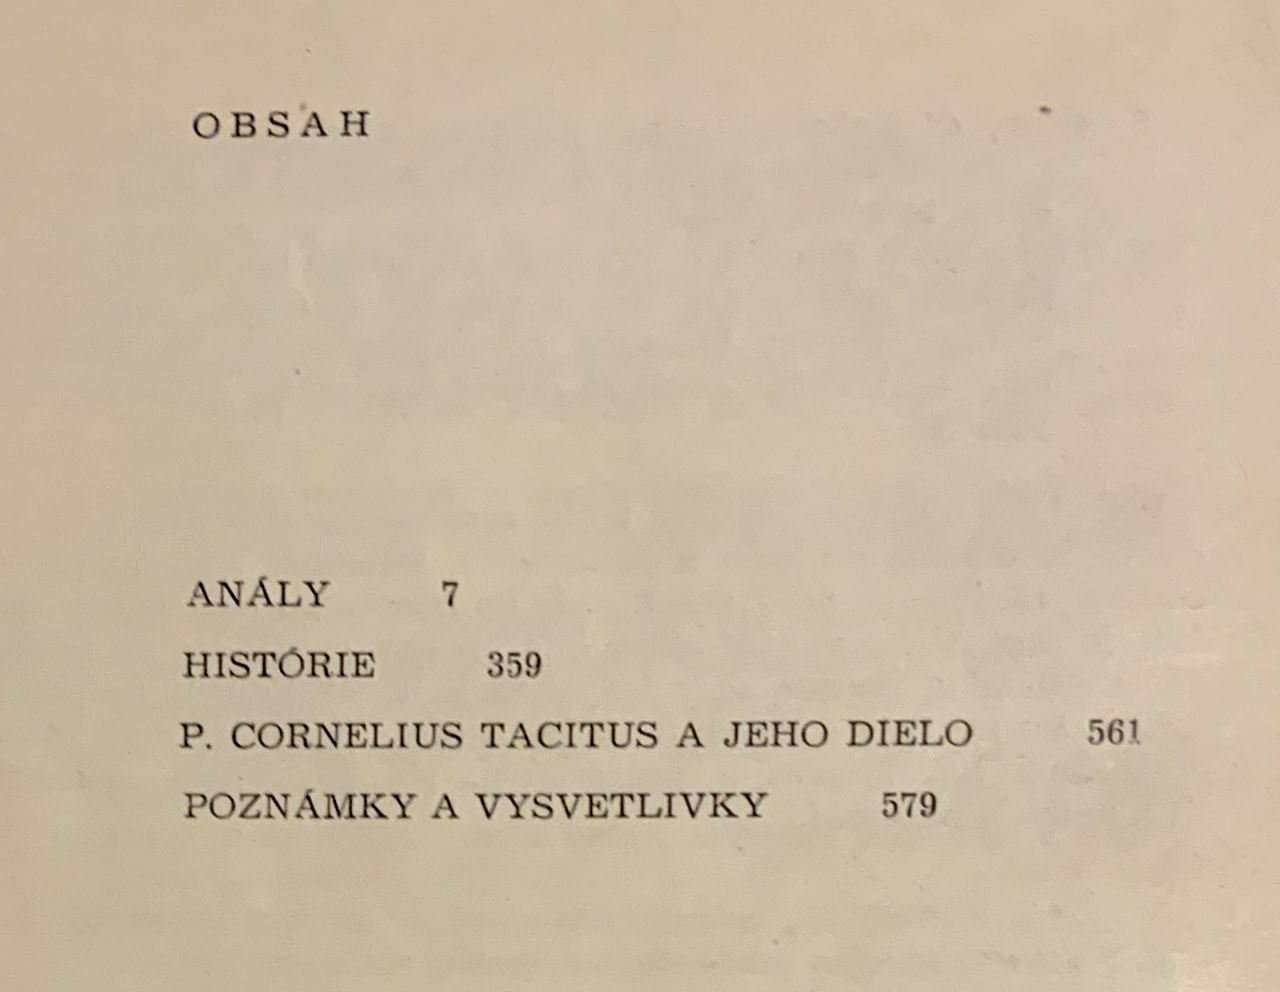 OBSAH
ANÁLY 7
HISTÓRIE 359
P. CORNELIUS TACITUS A JEHO DIELO 561
POZNÁMKY A VYSVETLIVKY 579